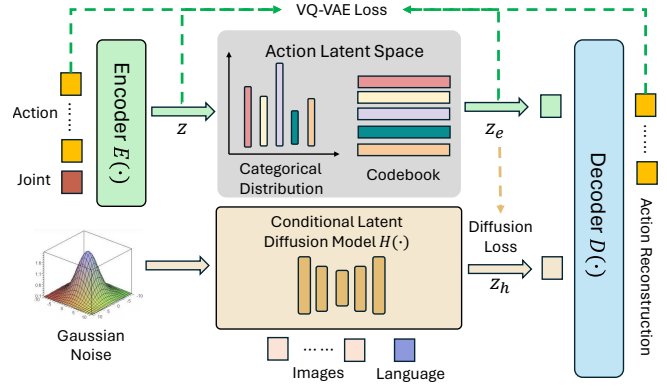 VQ-VAE Loss
Encoder E(·)
Action Latent Space
Action
......
Joint
z
Categorical
Distribution
Codebook
z_e
Decoder D(·)
......
Action Reconstruction
Conditional Latent
Diffusion Model H(·)
Diffusion
Loss
z_h
Gaussian
Noise
......
Images
Language